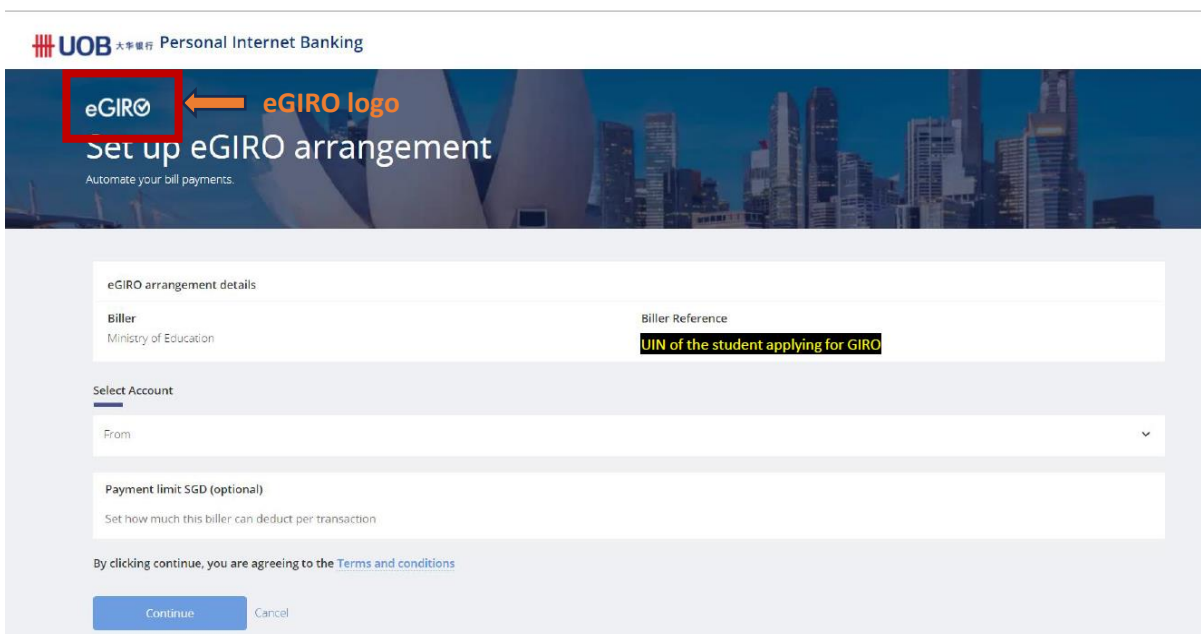 UOB 大华银行 Personal Internet Banking
eGIRO
eGIRO logo
Set up eGIRO arrangement
Automate your bill payments.
eGIRO arrangement details
Biller
Biller Reference
Ministry of Education
UIN of the student applying for GIRO
Select Account
From
Payment limit SGD (optional)
Set how much this biller can deduct per transaction
By clicking continue, you are agreeing to the Terms and conditions
Continue
Cancel